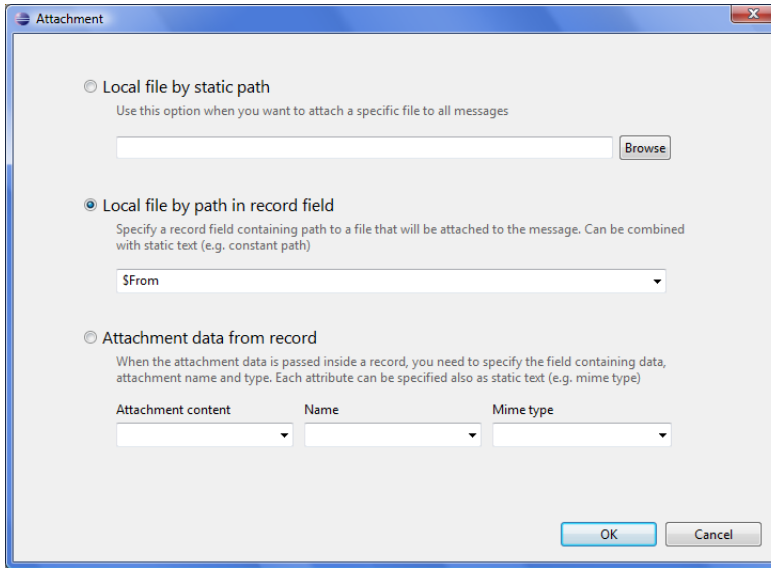 Attachment
Local file by static path
Use this option when you want to attach a specific file to all messages
Browse
Local file by path in record field
Specify a record field containing path to a file that will be attached to the message. Can be combined
with static text (e.g. constant path)
$From
Attachment data from record
When the attachment data is passed inside a record, you need to specify the field containing data,
attachment name and type. Each attribute can be specified also as static text (e.g. mime type)
Attachment content Name Mime type
OK Cancel